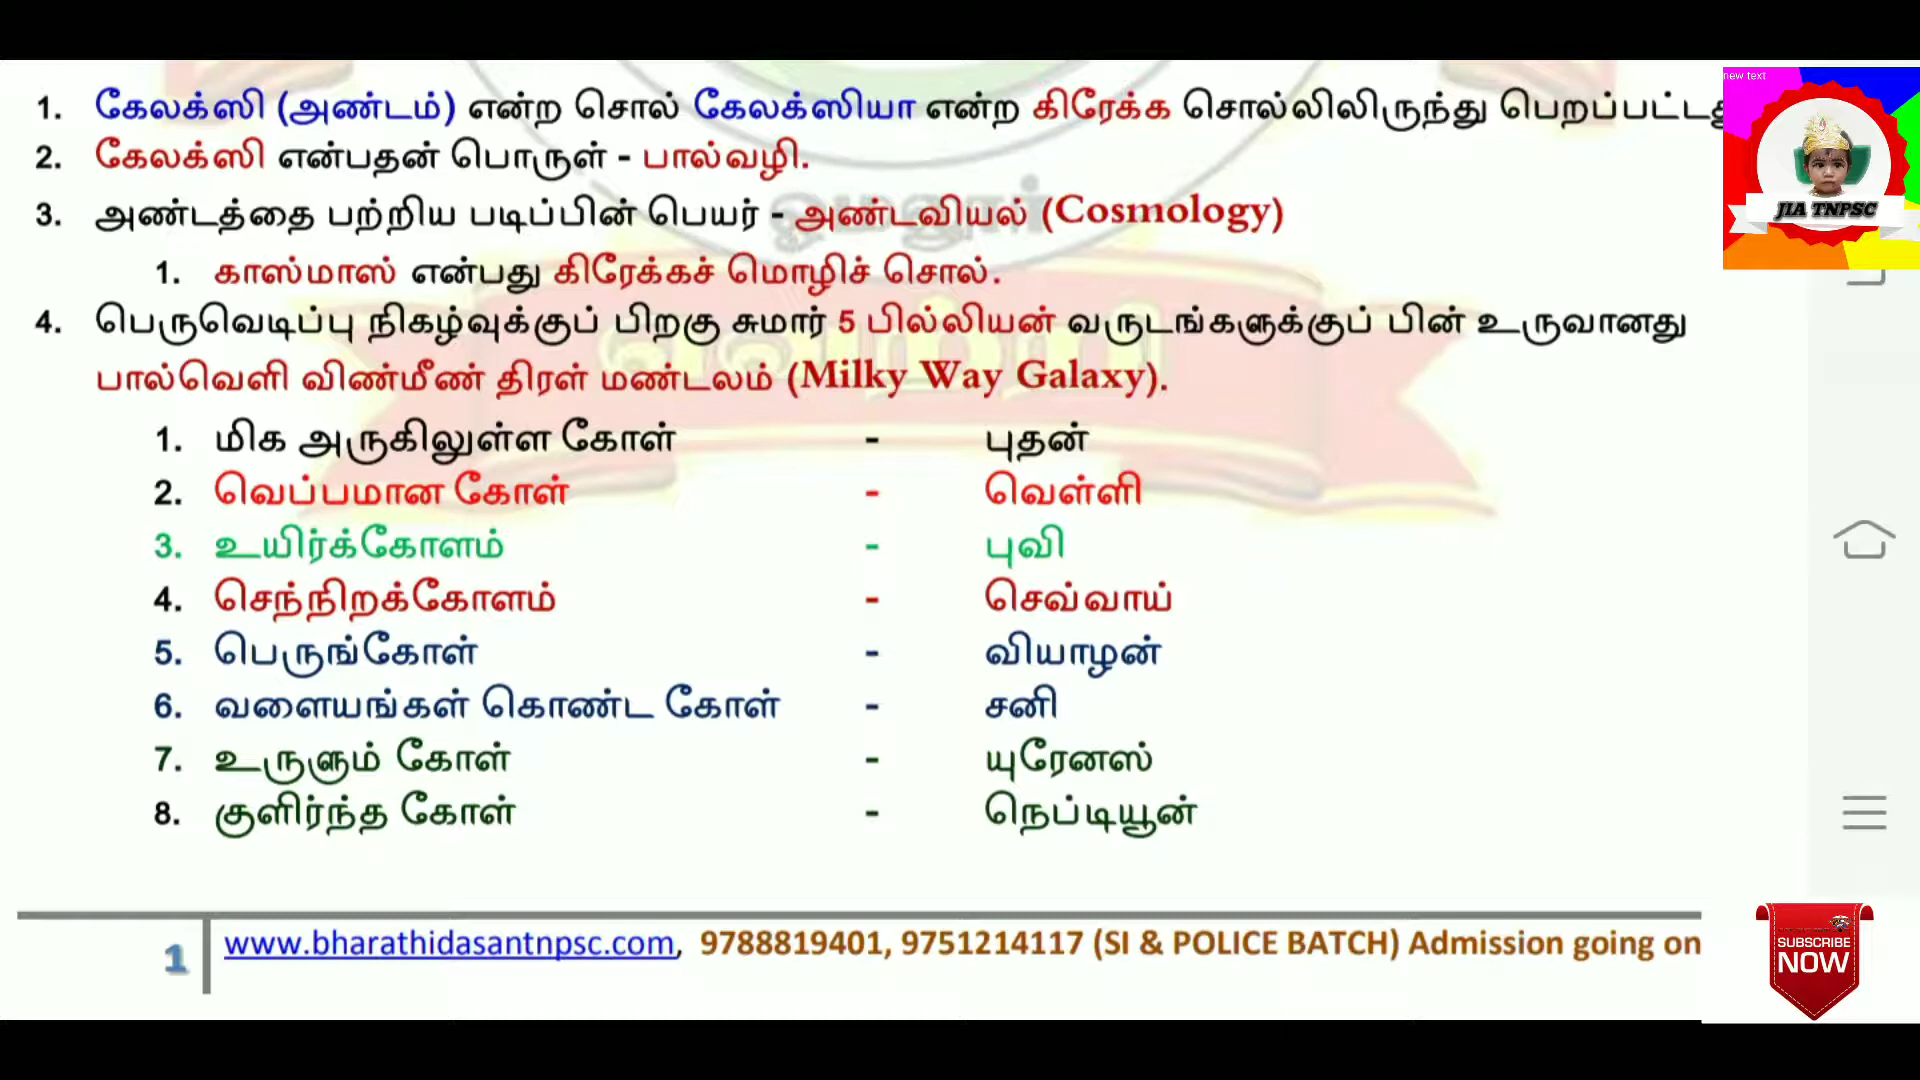 new text
1. கேலக்ஸி (அண்டம்) என்ற சொல் கேலக்ஸியா என்ற கிரேக்க சொல்லிலிருந்து
2. கேலக்ஸி என்பதன் பொருள் - பால்வழி.
JIA TNPSC
3. அண்டத்தை பற்றிய படிப்பின் பெயர் - அண்டவியல் (Cosmology)
1. காஸ்மாஸ் என்பது கிரேக்கச் மொழிச் சொல்.
4. பெருவெடிப்பு நிகழ்வுக்குப் பிறகு சுமார் 5 பில்லியன் வருடங்களுக்குப் பின் உருவானது
பால்வெளி விண்மீண் திரள் மண்டலம் (Milky Way Galaxy).
1. மிக அருகிலுள்ள கோள் - புதன்
2. வெப்பமான கோள் - வெள்ளி
3. உயிர்க்கோளம் - புவி
4. செந்நிறக்கோளம் - செவ்வாய்
5. பெருங்கோள் - வியாழன்
6. வளையங்கள் கொண்ட கோள் - சனி
7. உருளும் கோள் - யுரேனஸ்
8. குளிர்ந்த கோள் - நெப்டியூன்
1 www.bharathidasantnpsc.com, 9788819401, 9751214117 (SI & POLICE BATCH) Admission going on
SUBSCRIBE
NOW